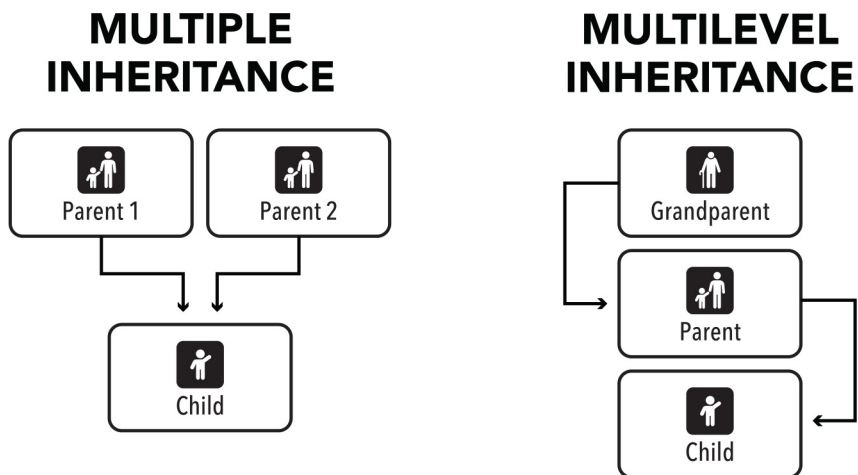 MULTIPLE
INHERITANCE
Parent 1
Parent 2
Child
MULTILEVEL
INHERITANCE
Grandparent
Parent
Child